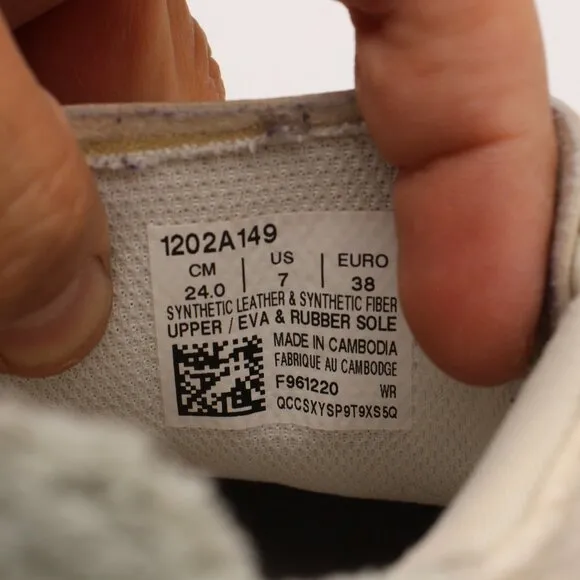 1202A149
CM | US | EURO
24.0 | 7 | 38
SYNTHETIC LEATHER & SYNTHETIC FIBER
UPPER / EVA & RUBBER SOLE
MADE IN CAMBODIA
FABRIQUE AU CAMBODGE
F961220 WR
QCCSXYSP9T9XS5Q